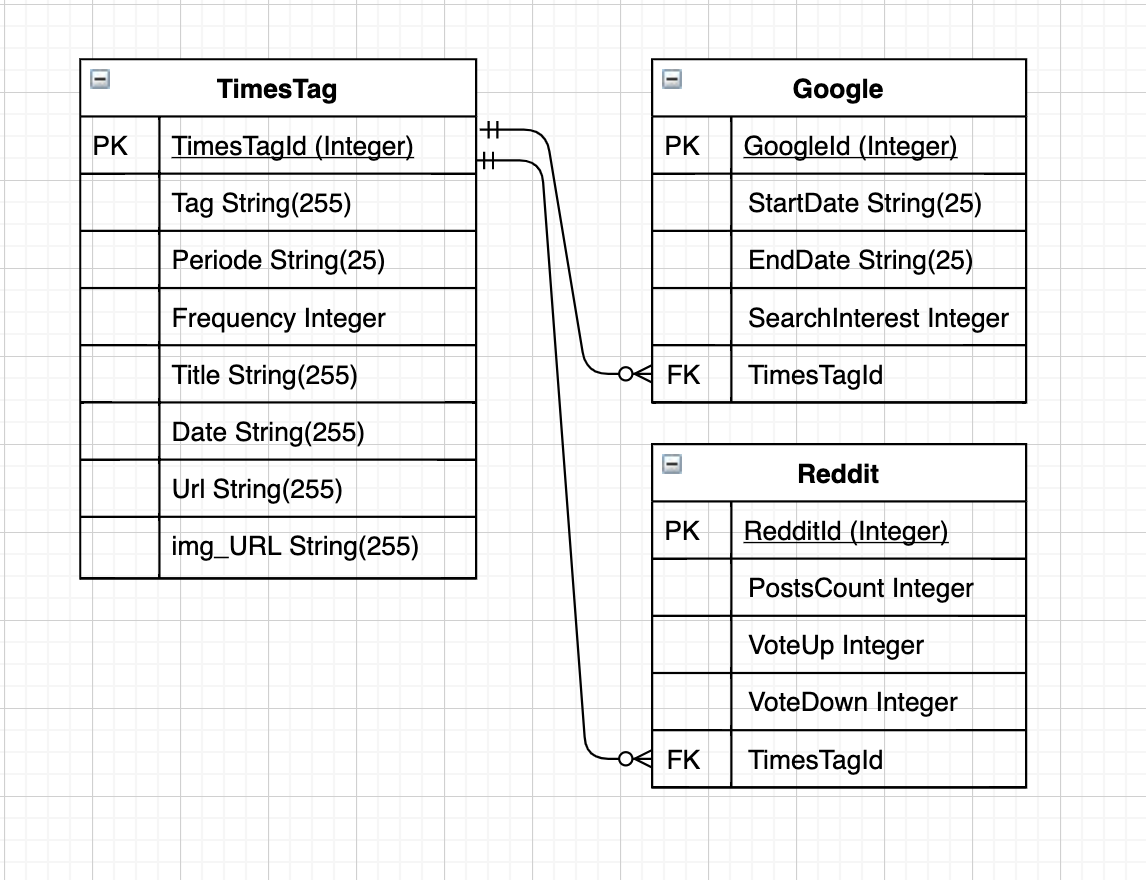 TimesTag
PK TimesTagId (Integer)
Tag String(255)
Periode String(25)
Frequency Integer
Title String(255)
Date String(255)
Url String(255)
img_URL String(255)
Google
PK GoogleId (Integer)
StartDate String(25)
EndDate String(25)
SearchInterest Integer
FK TimesTagId
Reddit
PK RedditId (Integer)
PostsCount Integer
VoteUp Integer
VoteDown Integer
FK TimesTagId